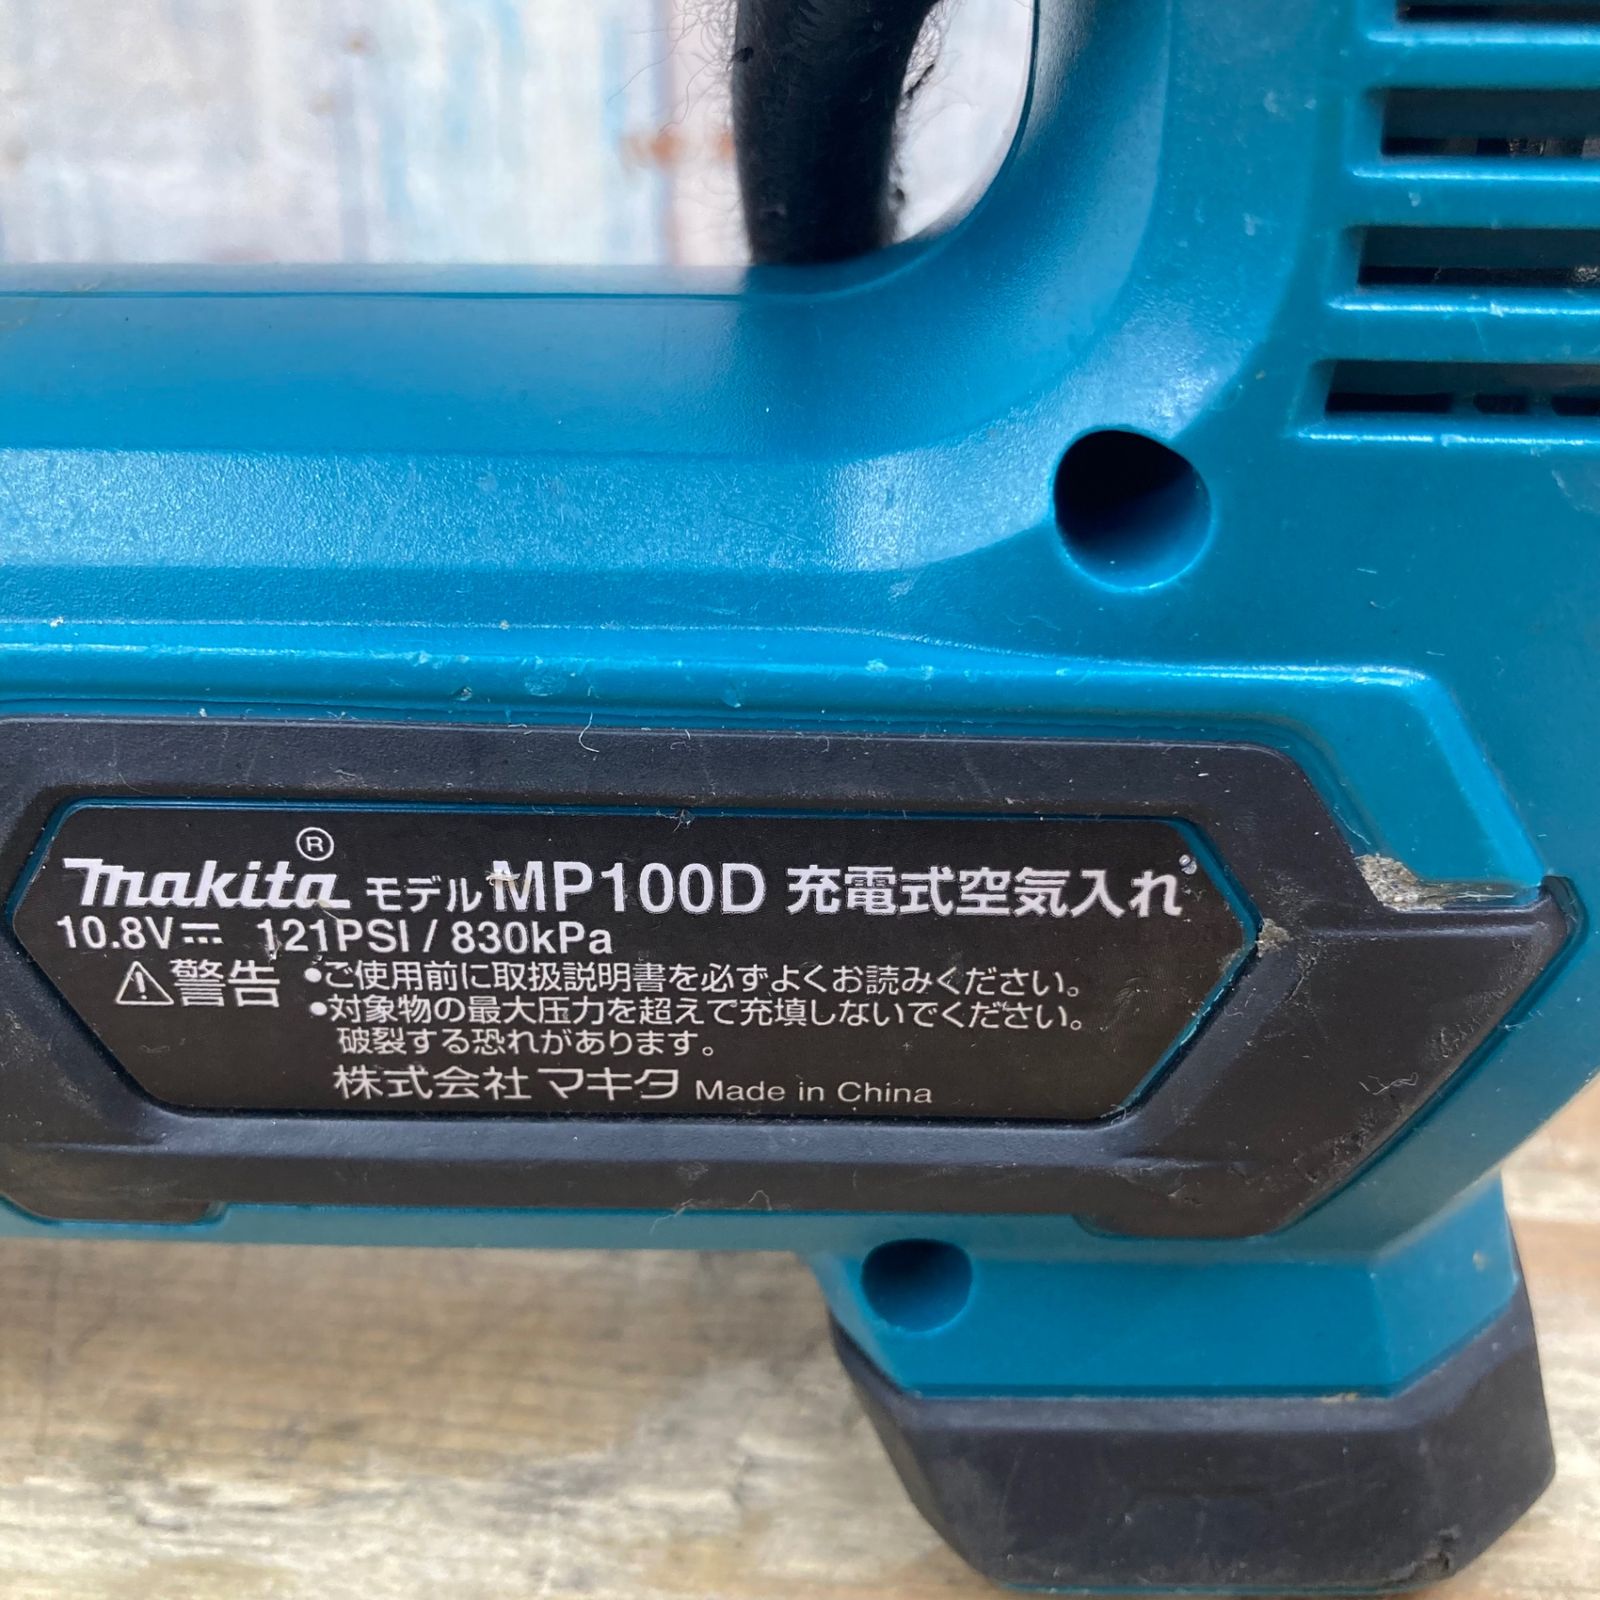 makita® モデル MP100D 充電式空気入れ
10.8V⎓ 121PSI / 830kPa
⚠警告 •ご使用前に取扱説明書を必ずよくお読みください。
•対象物の最大圧力を超えて充填しないでください。
破裂する恐れがあります。
株式会社 マキタ Made in China